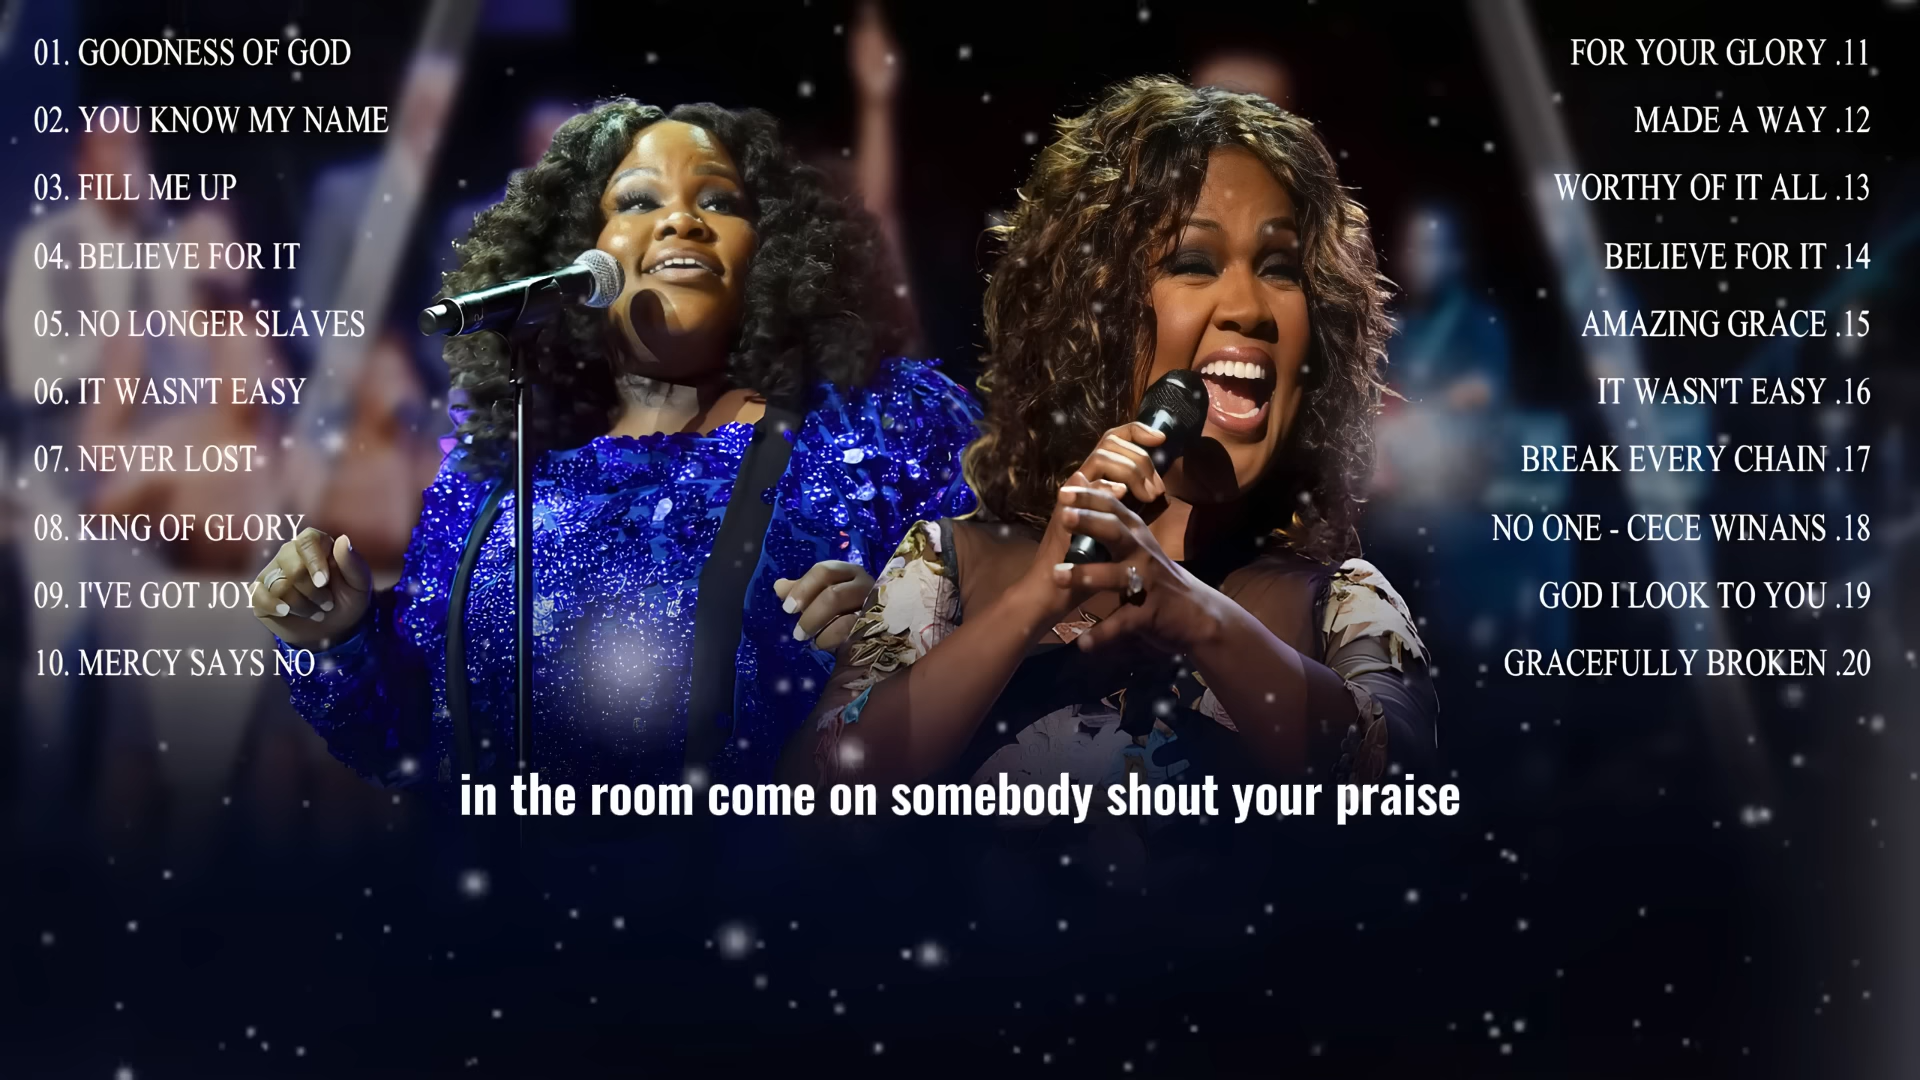 01. GOODNESS OF GOD
02. YOU KNOW MY NAME
03. FILL ME UP
04. BELIEVE FOR IT
05. NO LONGER SLAVES
06. IT WASN'T EASY
07. NEVER LOST
08. KING OF GLORY
09. I'VE GOT JOY
10. MERCY SAYS NO
FOR YOUR GLORY .11
MADE A WAY .12
WORTHY OF IT ALL .13
BELIEVE FOR IT .14
AMAZING GRACE .15
IT WASN'T EASY .16
BREAK EVERY CHAIN .17
NO ONE - CECE WINANS .18
GOD I LOOK TO YOU .19
GRACEFULLY BROKEN .20
in the room come on somebody shout your praise